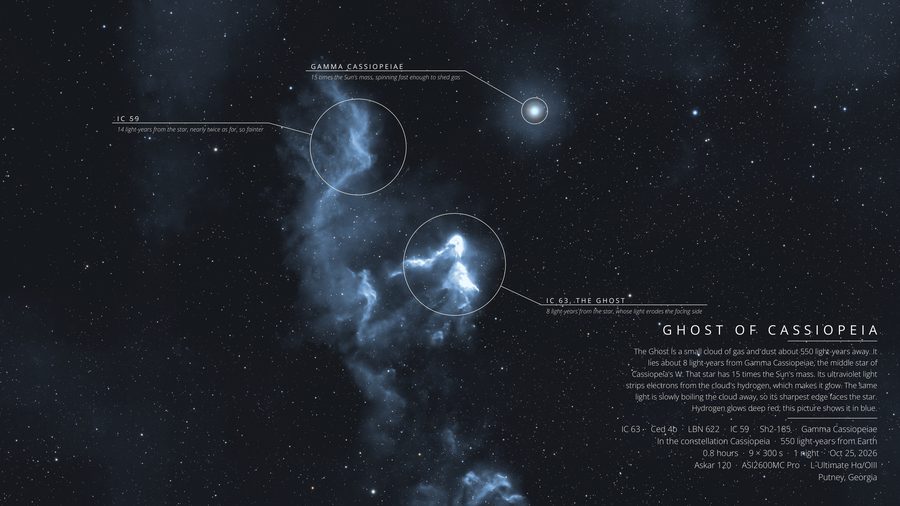 GAMMA CASSIOPEIAE
15 times the Sun's mass, spinning fast enough to shed gas
IC 59
14 light-years from the star, nearly twice as far, so fainter
IC 63, THE GHOST
8 light-years from the star, whose light erodes the facing side
GHOST OF CASSIOPEIA
The Ghost is a small cloud of gas and dust about 550 light-years away. It
lies about 8 light-years from Gamma Cassiopeiae, the middle star of
Cassiopeia's W. That star has 15 times the Sun's mass. Its ultraviolet light
strips electrons from the cloud's hydrogen, which makes it glow. The same
light is slowly boiling the cloud away, so its sharpest edge faces the star.
Hydrogen glows deep red; this picture shows it in blue.
IC 63 · Ced 4b · LBN 622 · IC 59 · Sh2-185 · Gamma Cassiopeiae
In the constellation Cassiopeia · 550 light-years from Earth
0.8 hours · 9 × 300 s · 1 night · Oct 25, 2026
Askar 120 · ASI2600MC Pro · L-Ultimate Hα/OIII
Putney, Georgia